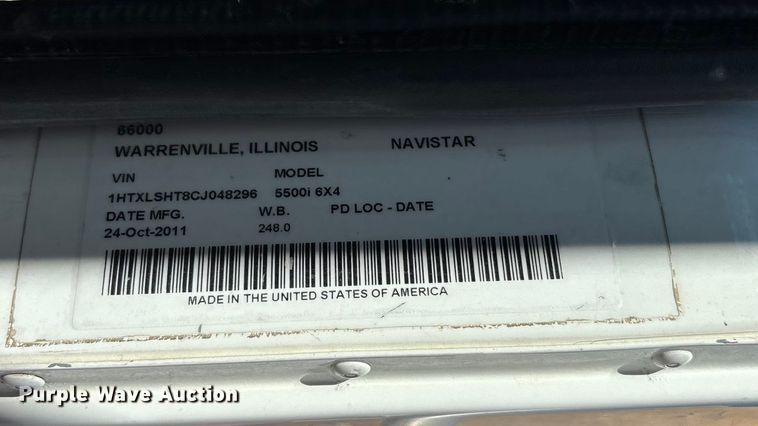 66000
WARRENVILLE, ILLINOIS NAVISTAR
VIN MODEL
1HTXLSHT8CJ048296 5500i 6X4
DATE MFG. W.B. PD LOC - DATE
24-Oct-2011 248.0
MADE IN THE UNITED STATES OF AMERICA
Purple Wave Auction